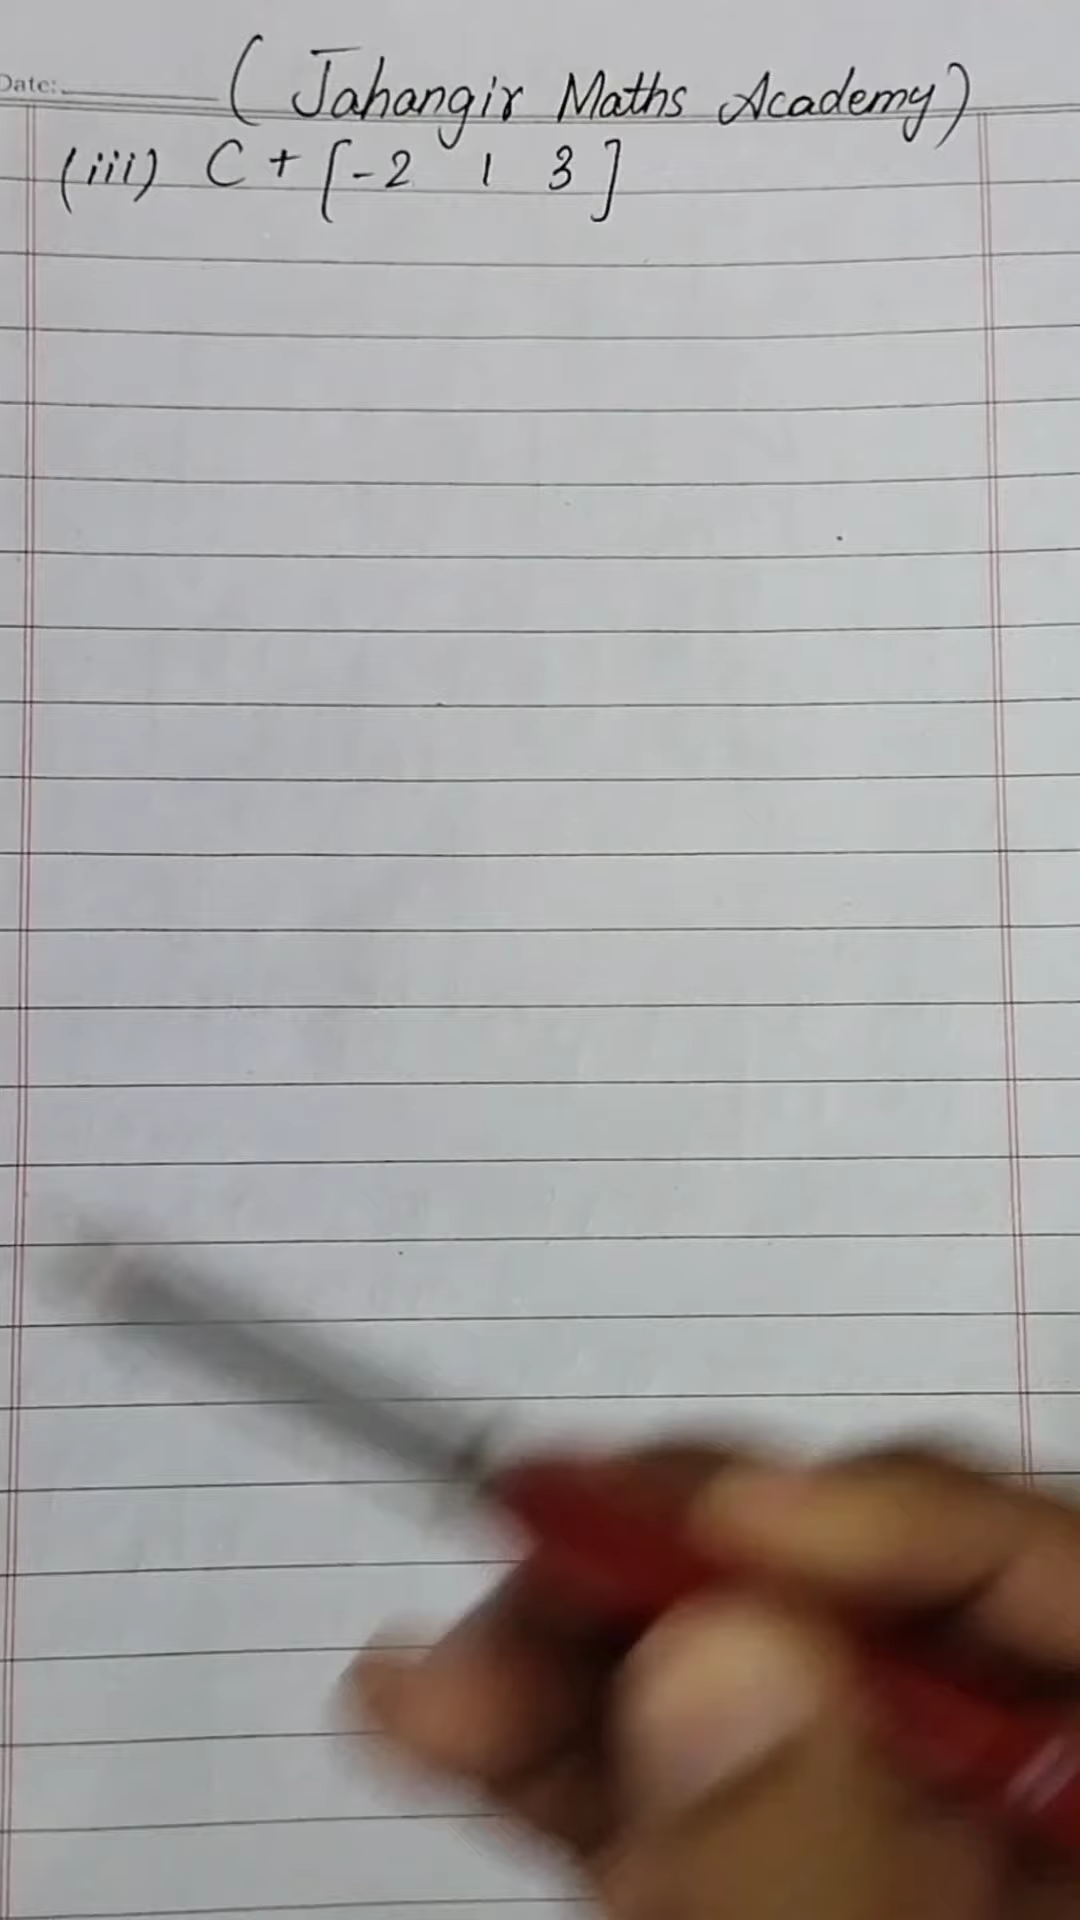 Date:
( Jahangir Maths Academy)
(iii) C + [-2 1 3]